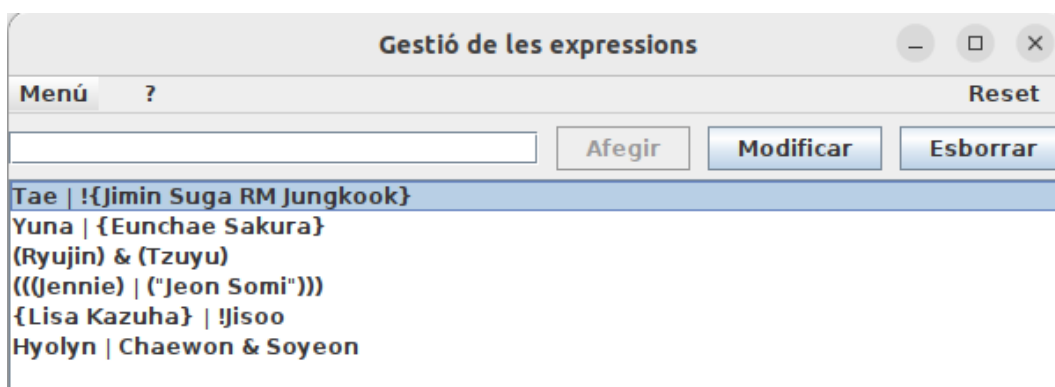 Gestió de les expressions
Menú ? Reset
Afegir Modificar Esborrar
Tae | !{Jimin Suga RM Jungkook}
Yuna | {Eunchae Sakura}
(Ryujin) & (Tzuyu)
(((Jennie) | ("Jeon Somi")))
{Lisa Kazuha} | !Jisoo
Hyolyn | Chaewon & Soyeon